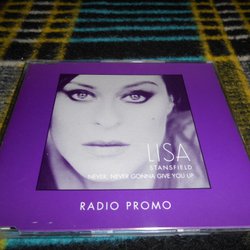 LISA
STANSFIELD
NEVER, NEVER GONNA GIVE YOU UP
RADIO PROMO